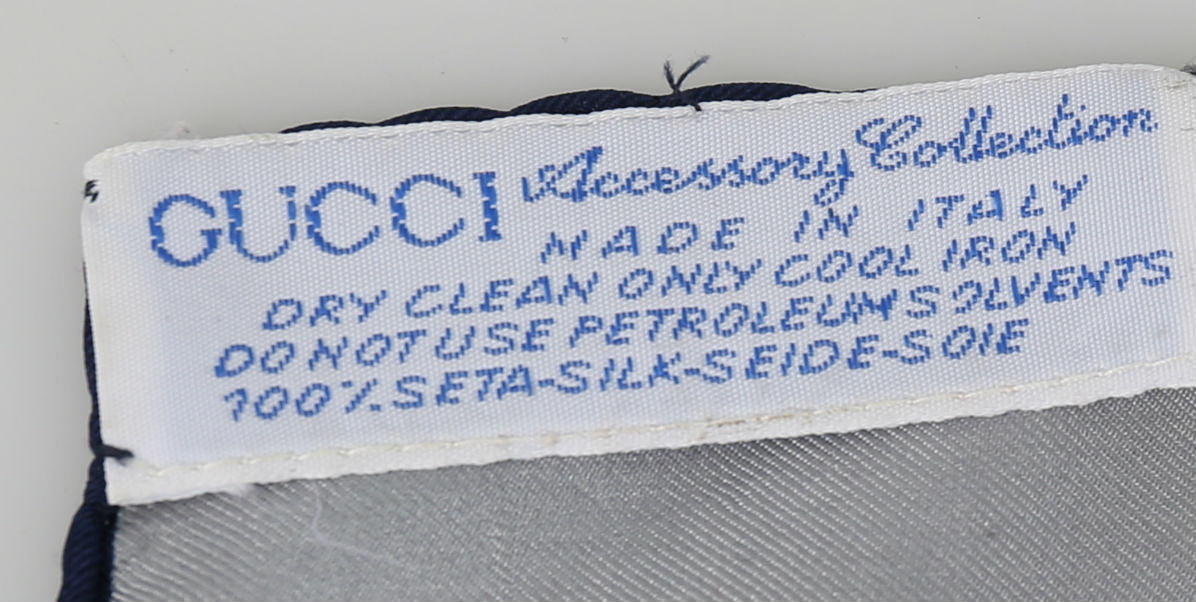 GUCCI Accessory Collection
MADE IN ITALY
DRY CLEAN ONLY COOL IRON
DO NOT USE PETROLEUM SOLVENTS
100% SETA-SILK-SEIDE-SOIE